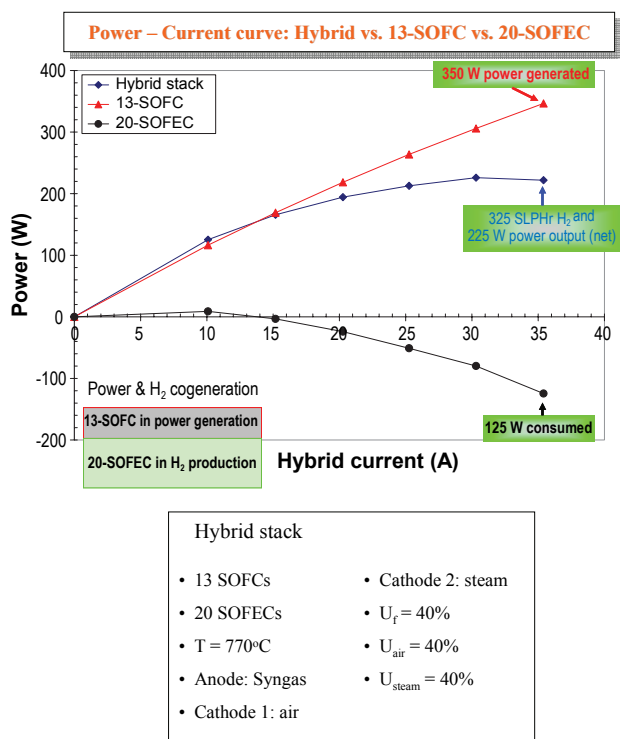 Power – Current curve: Hybrid vs. 13-SOFC vs. 20-SOFEC
400
300
200
100
0
-100
-200
Power (W)
Hybrid stack
13-SOFC
20-SOFEC
350 W power generated
325 SLPHr H₂ and
225 W power output (net)
0
5
10
15
20
25
30
35
40
125 W consumed
Hybrid current (A)
Power & H₂ cogeneration
13-SOFC in power generation
20-SOFEC in H₂ production
Hybrid stack
• 13 SOFCs
• 20 SOFECs
• T = 770°C
• Anode: Syngas
• Cathode 1: air
• Cathode 2: steam
• U_f = 40%
• U_air = 40%
• U_steam = 40%